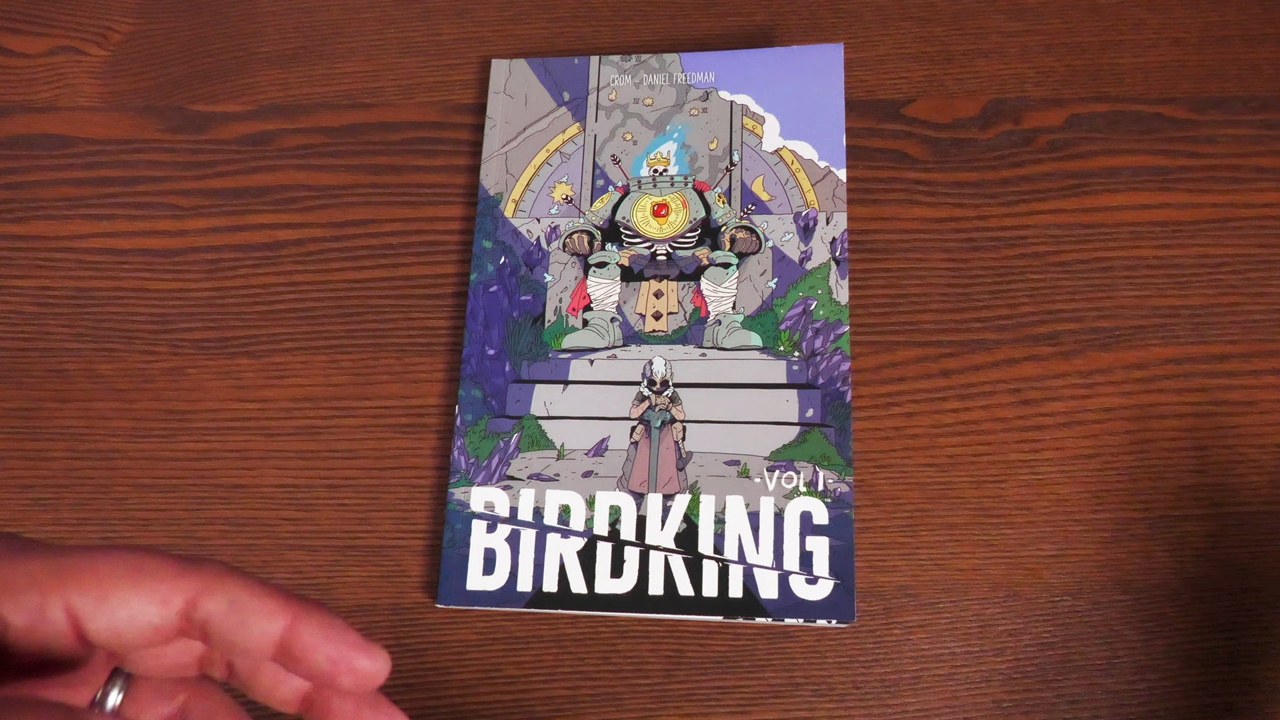 CROM – DANIEL FREEDMAN
-VOL 1-
BIRDKING